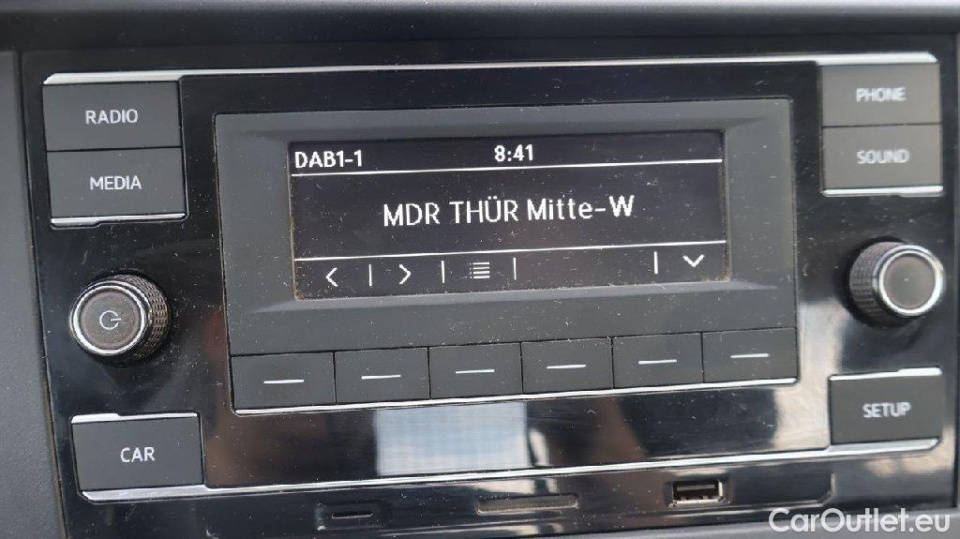 RADIO
MEDIA
DAB1-1 8:41
MDR THÜR Mitte-W
PHONE
SOUND
CAR
SETUP
CarOutlet.eu